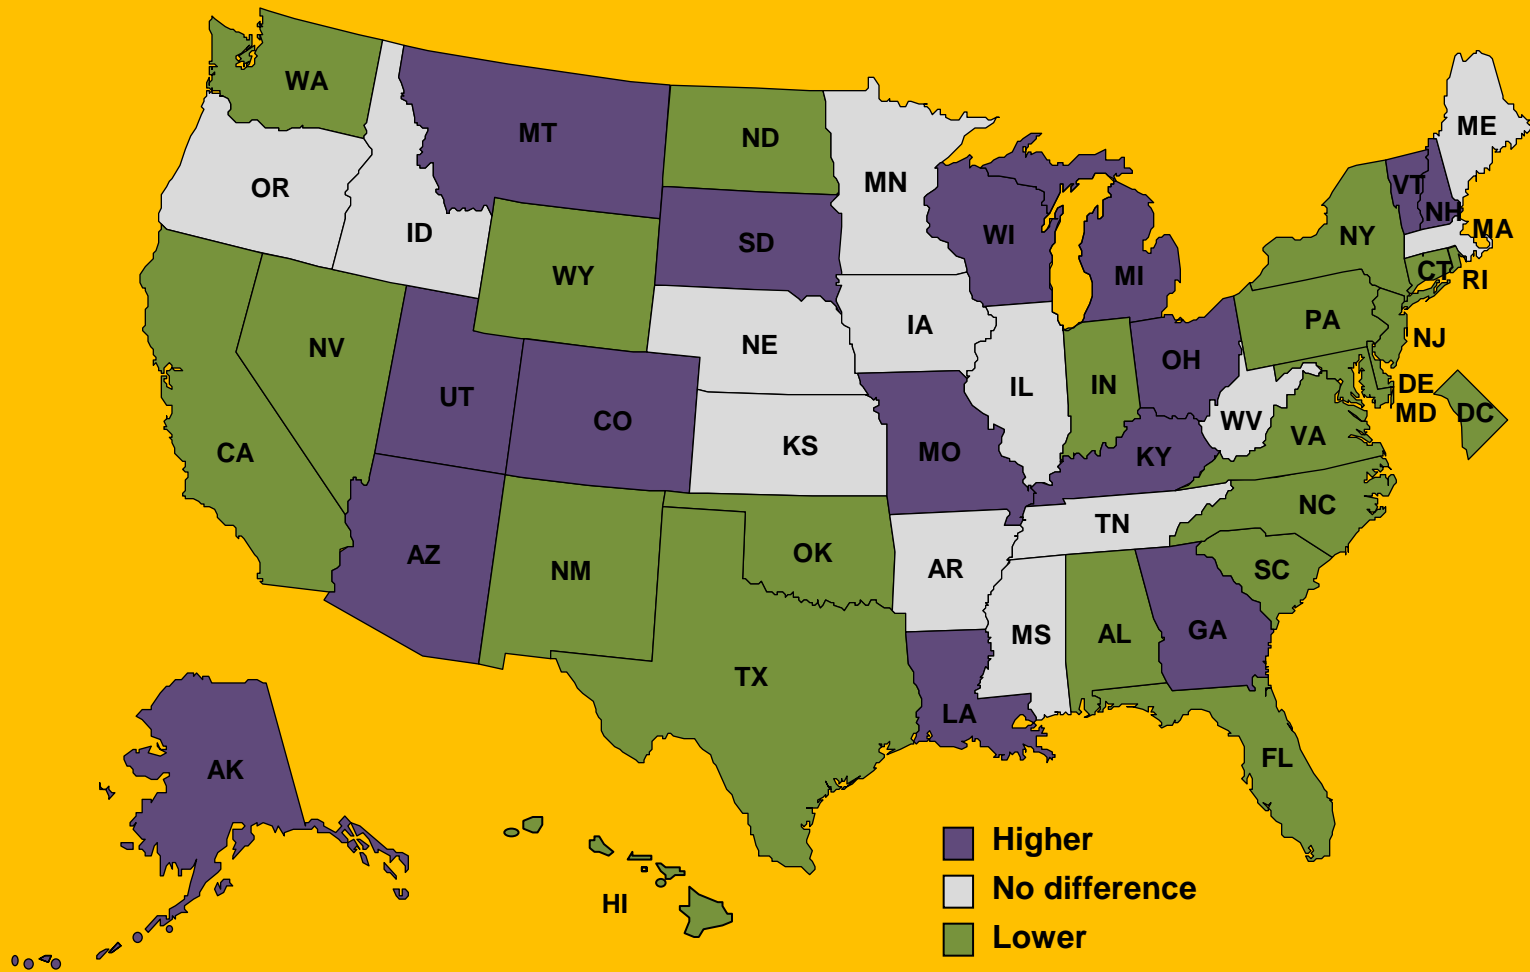 WA
MT
ND
MN
ME
OR
ID
SD
WI
VT
NH
MA
NY
WY
MI
CT
RI
NV
NE
IA
PA
NJ
UT
CO
IL
IN
OH
DE
MD
DC
CA
KS
MO
KY
WV
VA
NC
AZ
NM
OK
AR
TN
SC
TX
MS
AL
GA
LA
FL
AK
HI
Higher
No difference
Lower